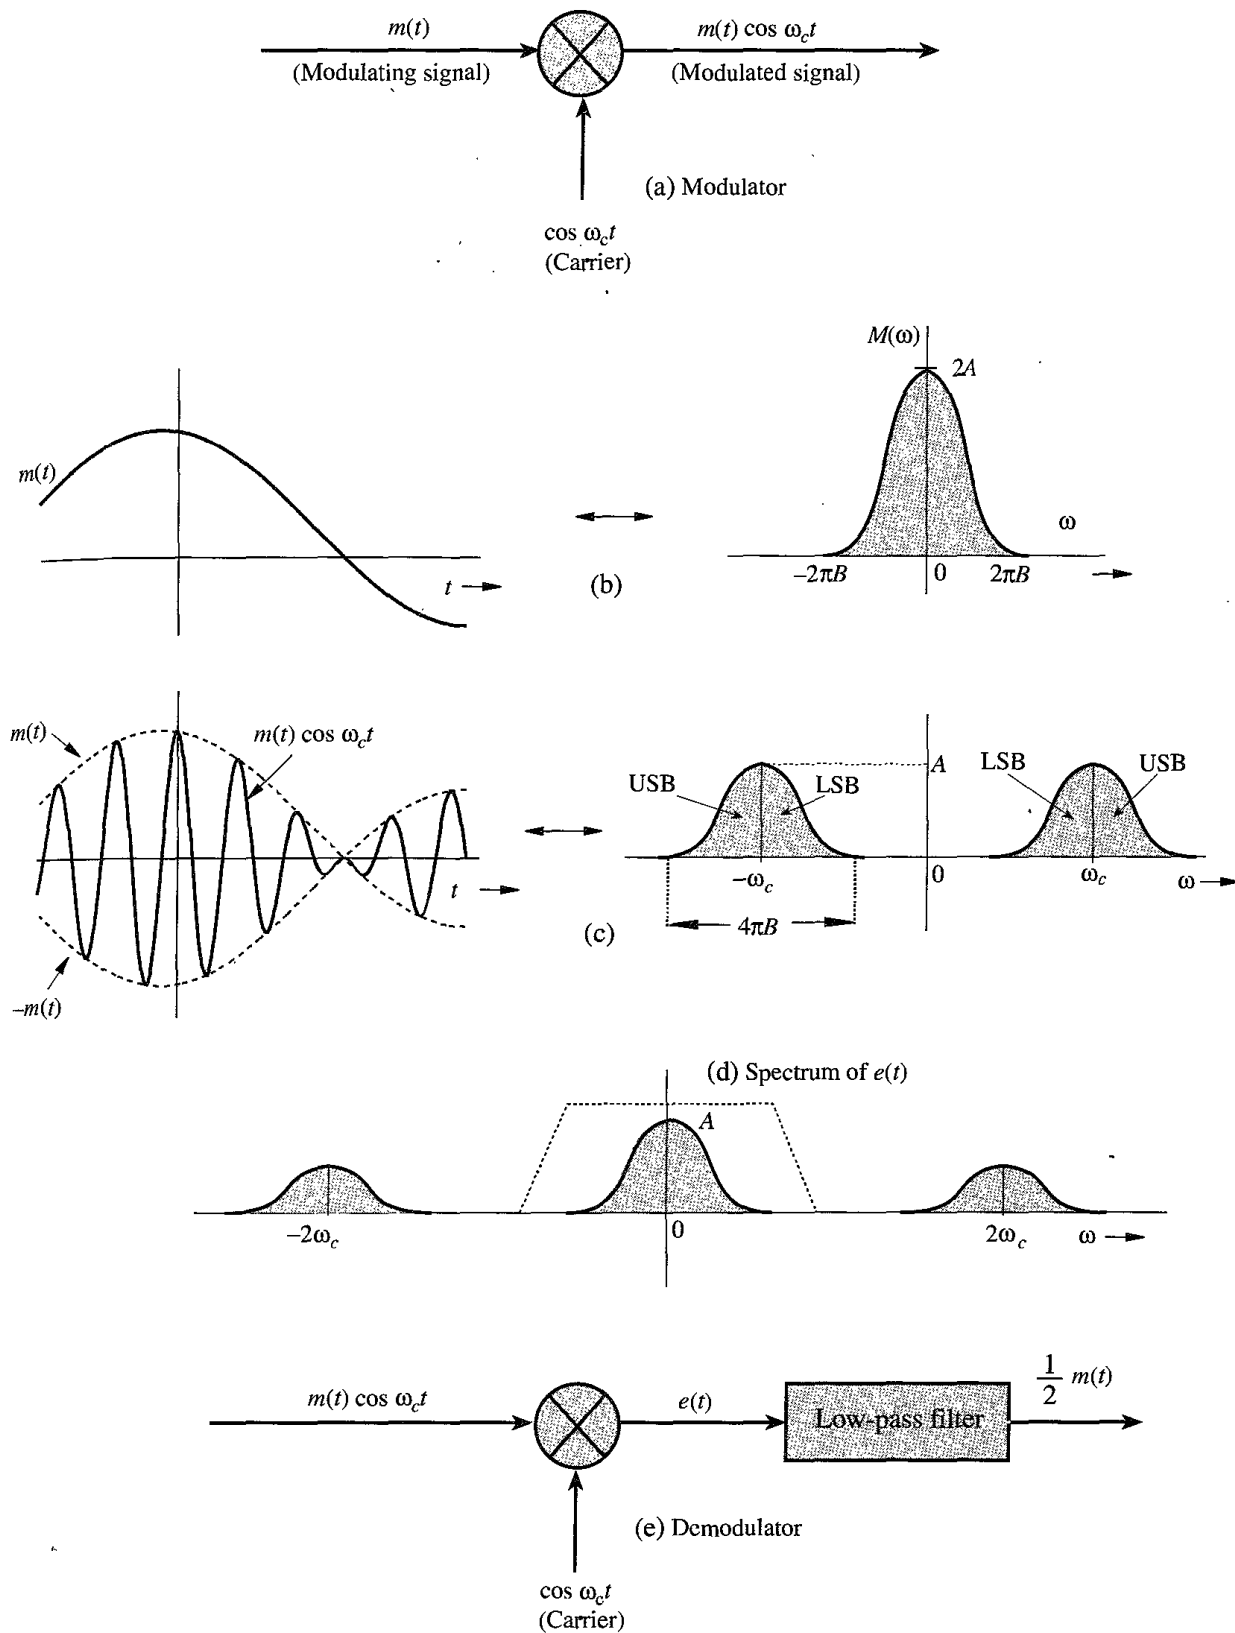 m(t)
m(t) cos ω_c t
(Modulating signal)
(Modulated signal)
(a) Modulator
cos ω_c t
(Carrier)
M(ω)
2A
m(t)
ω
t
−2πB
0
2πB
(b)
m(t)
m(t) cos ω_c t
USB
LSB
A
LSB
USB
t
−ω_c
0
ω_c
ω
4πB
(c)
−m(t)
(d) Spectrum of e(t)
A
−2ω_c
0
2ω_c
ω
m(t) cos ω_c t
e(t)
Low-pass filter
1/2 m(t)
(e) Demodulator
cos ω_c t
(Carrier)